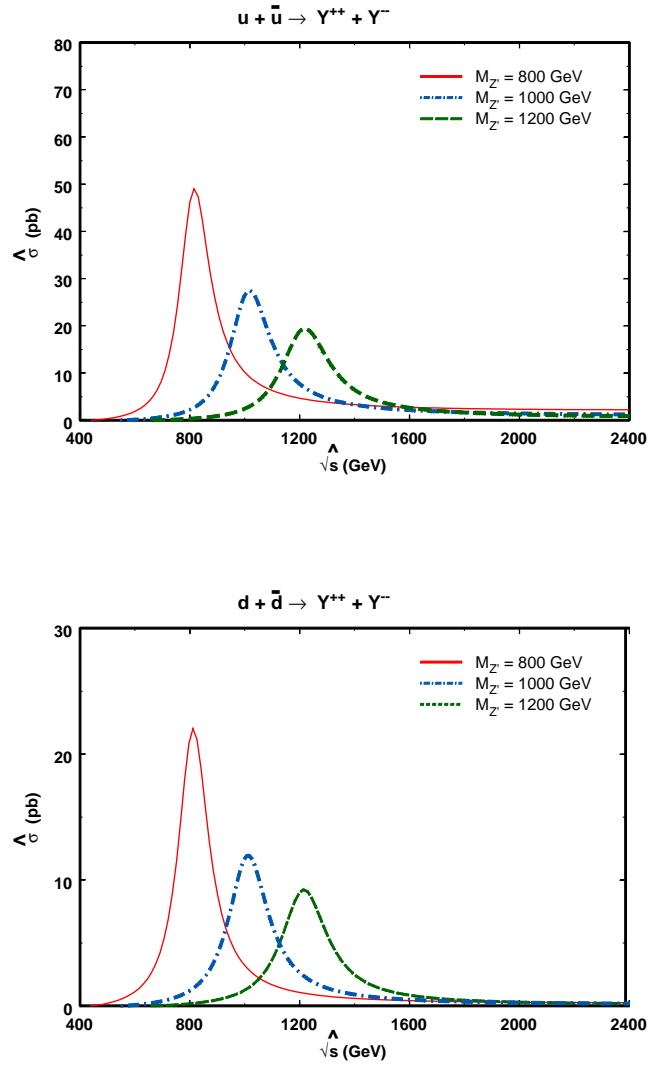 u + ū → Y⁺⁺ + Y⁻⁻
80
70
60
50
40
30
20
10
0
σ̂ (pb)
M_Z' = 800 GeV
M_Z' = 1000 GeV
M_Z' = 1200 GeV
400 800 1200 1600 2000 2400
√ŝ (GeV)
d + d̄ → Y⁺⁺ + Y⁻⁻
30
20
10
0
σ̂ (pb)
M_Z' = 800 GeV
M_Z' = 1000 GeV
M_Z' = 1200 GeV
400 800 1200 1600 2000 2400
√ŝ (GeV)